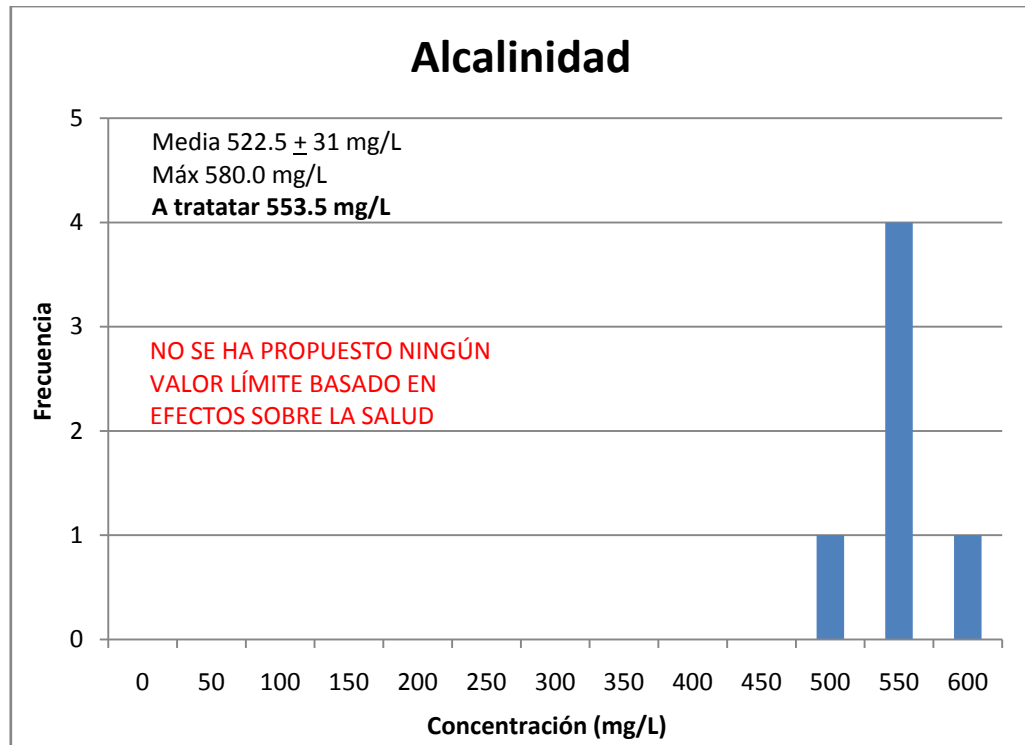 Alcalinidad
5
Media 522.5 + 31 mg/L
Máx 580.0 mg/L
A tratatar 553.5 mg/L
4
3
NO SE HA PROPUESTO NINGÚN
VALOR LÍMITE BASADO EN
EFECTOS SOBRE LA SALUD
2
1
0
Frecuencia
0 50 100 150 200 250 300 350 400 450 500 550 600
Concentración (mg/L)